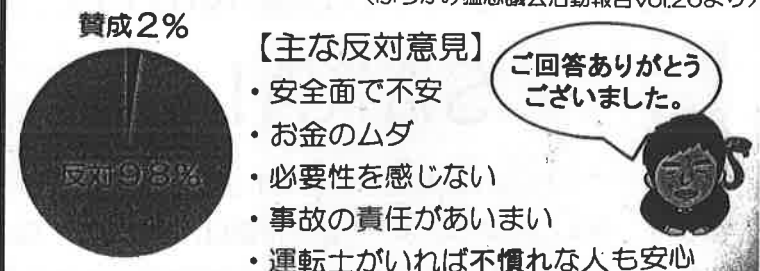 賛成2%
反対98%
【主な反対意見】
・安全面で不安
・お金のムダ
・必要性を感じない
・事故の責任があいまい
・運転士がいれば不慣れな人も安心
ご回答ありがとう
ございました。